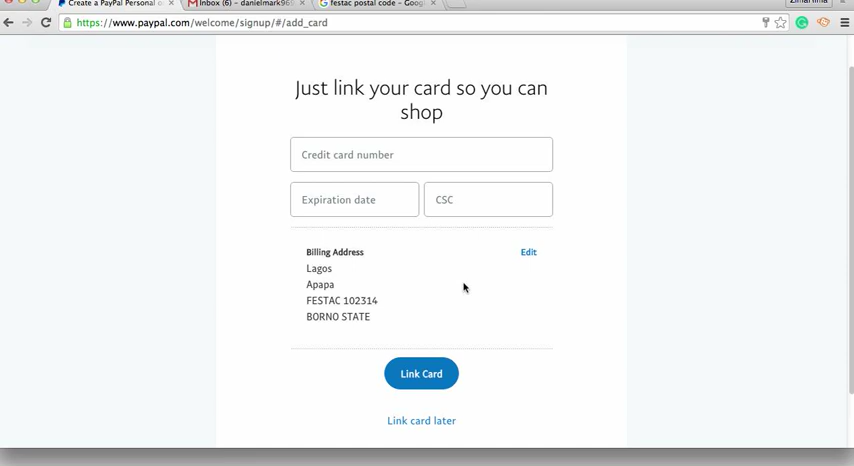 Create a PayPal Personal o
Inbox (6) - danielmark969
festac postal code - Goog
https://www.paypal.com/welcome/signup/#/add_card
Just link your card so you can
shop
Credit card number
Expiration date
CSC
Billing Address
Edit
Lagos
Apapa
FESTAC 102314
BORNO STATE
Link Card
Link card later